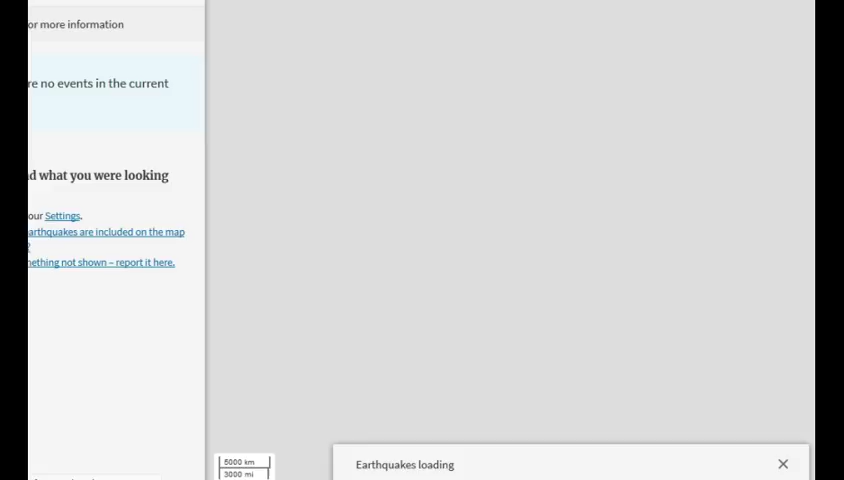 or more information
re no events in the current
d what you were looking
our Settings.
arthquakes are included on the map
?
nething not shown – report it here.
5000 km
3000 mi
Earthquakes loading